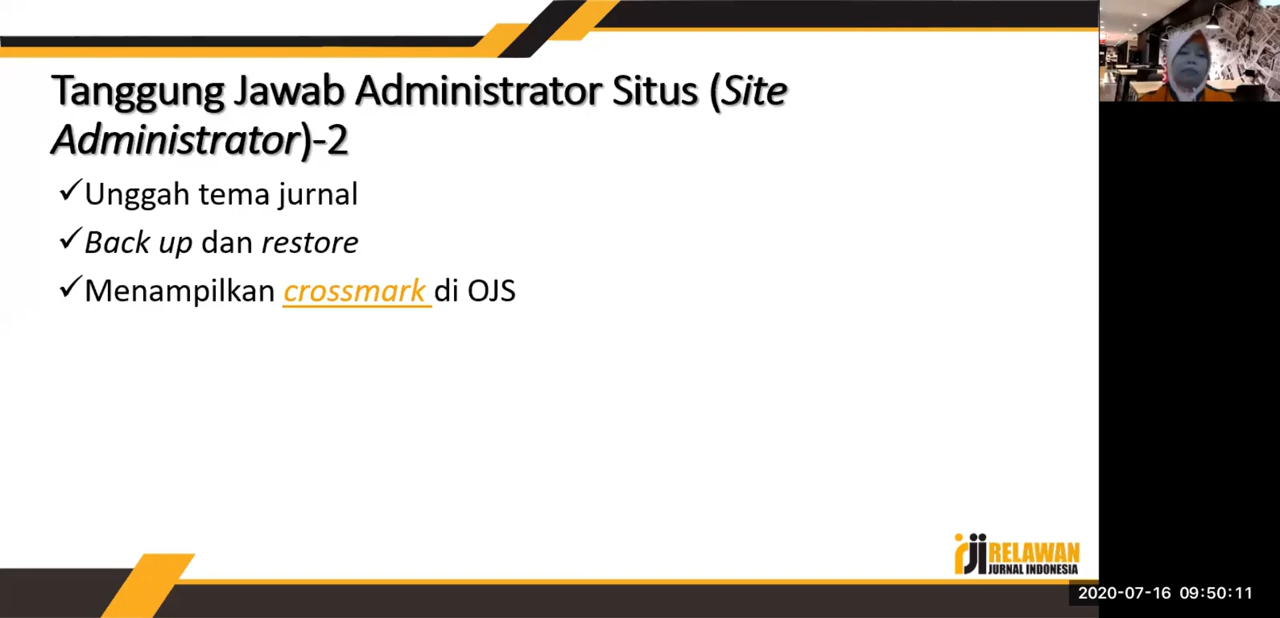 Tanggung Jawab Administrator Situs (Site
Administrator)-2
✓Unggah tema jurnal
✓Back up dan restore
✓Menampilkan crossmark di OJS
rji RELAWAN
JURNAL INDONESIA
2020-07-16 09:50:11